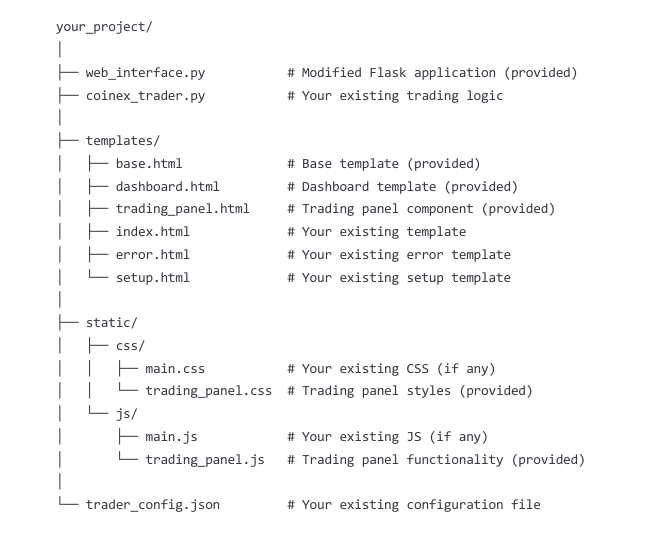 your_project/
│
├── web_interface.py          # Modified Flask application (provided)
├── coinex_trader.py          # Your existing trading logic
│
├── templates/
│   ├── base.html             # Base template (provided)
│   ├── dashboard.html        # Dashboard template (provided)
│   ├── trading_panel.html    # Trading panel component (provided)
│   ├── index.html            # Your existing template
│   ├── error.html            # Your existing error template
│   └── setup.html            # Your existing setup template
│
├── static/
│   ├── css/
│   │   ├── main.css          # Your existing CSS (if any)
│   │   └── trading_panel.css # Trading panel styles (provided)
│   └── js/
│       ├── main.js           # Your existing JS (if any)
│       └── trading_panel.js  # Trading panel functionality (provided)
│
└── trader_config.json        # Your existing configuration file